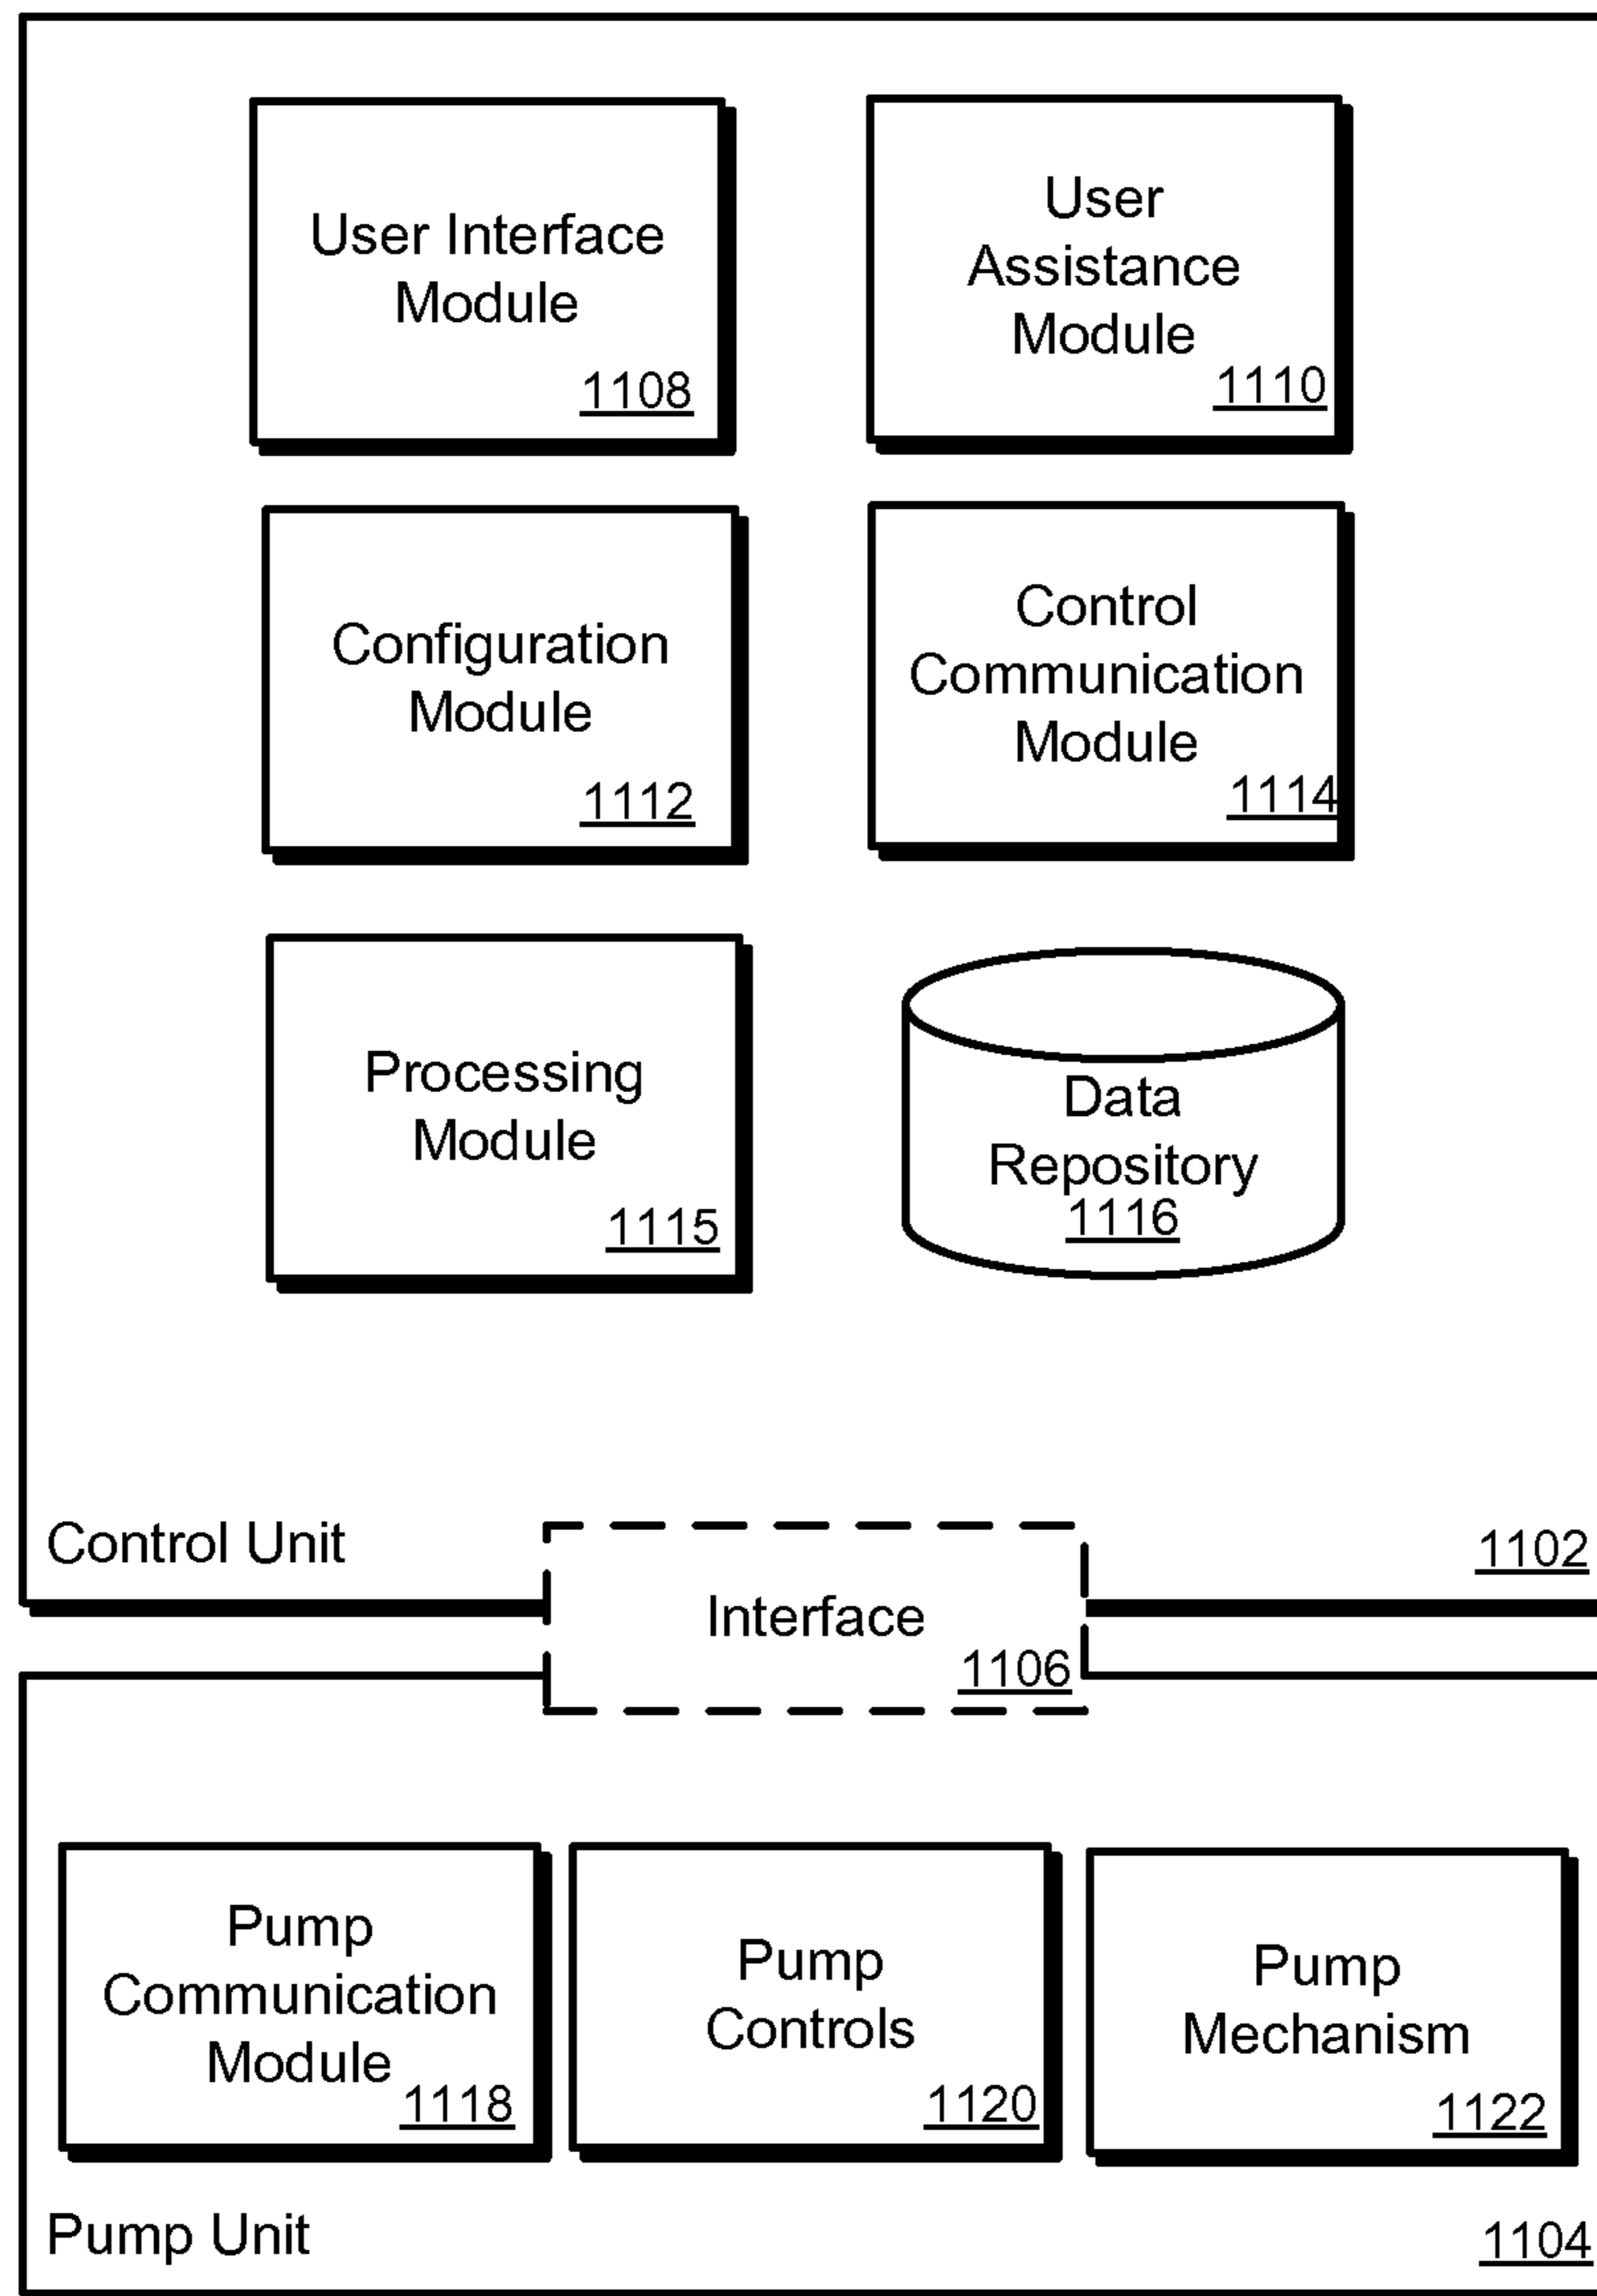 User Interface
Module
1108
User
Assistance
Module
1110
Configuration
Module
1112
Control
Communication
Module
1114
Processing
Module
1115
Data
Repository
1116
Control Unit
1102
Interface
1106
Pump
Communication
Module
1118
Pump
Controls
1120
Pump
Mechanism
1122
Pump Unit
1104